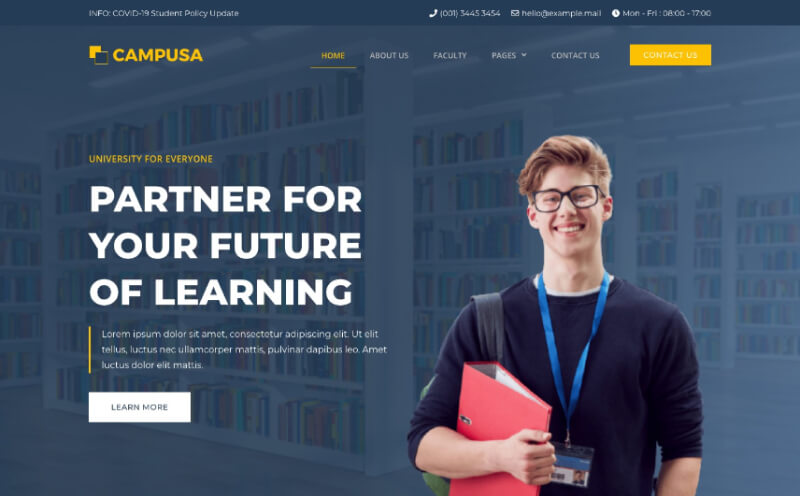 INFO: COVID-19 Student Policy Update
(001) 3445 3454
hello@example.mail
Mon - Fri : 08:00 - 17:00
CAMPUSA
HOME
ABOUT US
FACULTY
PAGES
CONTACT US
CONTACT US
UNIVERSITY FOR EVERYONE
PARTNER FOR
YOUR FUTURE
OF LEARNING
Lorem ipsum dolor sit amet, consectetur adipiscing elit. Ut elit
tellus, luctus nec ullamcorper mattis, pulvinar dapibus leo. Amet
luctus dolor elit mattis.
LEARN MORE